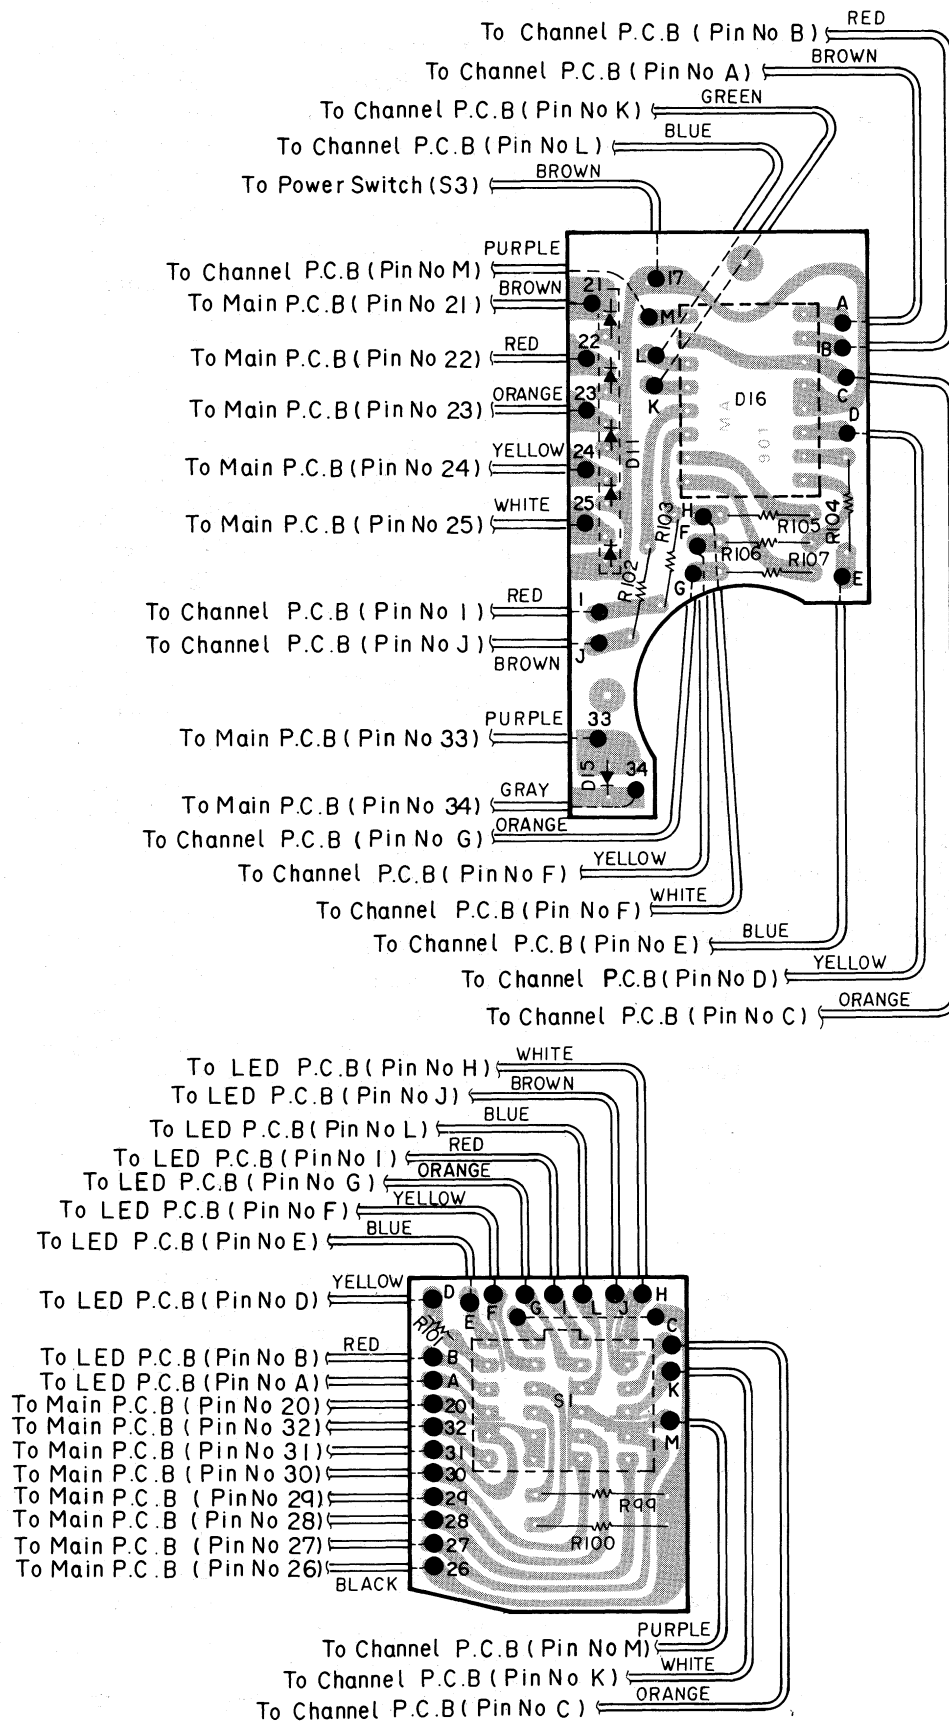 To Channel P.C.B ( Pin No B )
RED
To Channel P.C.B ( Pin No A )
BROWN
To Channel P.C.B ( Pin No K )
GREEN
To Channel P.C.B ( Pin No L )
BLUE
To Power Switch (S3)
BROWN
PURPLE
To Channel P.C.B ( Pin No M )
BROWN
To Main P.C.B ( Pin No 21 )
RED
To Main P.C.B ( Pin No 22 )
ORANGE
To Main P.C.B ( Pin No 23 )
YELLOW
To Main P.C.B ( Pin No 24 )
WHITE
To Main P.C.B ( Pin No 25 )
RED
To Channel P.C.B ( Pin No I )
To Channel P.C.B ( Pin No J )
BROWN
PURPLE
To Main P.C.B ( Pin No 33 )
GRAY
To Main P.C.B ( Pin No 34 )
ORANGE
To Channel P.C.B ( Pin No G )
YELLOW
To Channel P.C.B ( Pin No F )
WHITE
To Channel P.C.B ( Pin No F )
BLUE
To Channel P.C.B ( Pin No E )
YELLOW
To Channel P.C.B ( Pin No D )
ORANGE
To Channel P.C.B ( Pin No C )
21
17
M
22
L
K
23
24
25
D11
D16
MA
901
A
B
C
D
H
F
G
R103
R102
R105
R106
R107
R104
E
I
J
33
D15
34
WHITE
To LED P.C.B ( Pin No H )
BROWN
To LED P.C.B ( Pin No J )
BLUE
To LED P.C.B ( Pin No L )
RED
To LED P.C.B ( Pin No I )
ORANGE
To LED P.C.B ( Pin No G )
YELLOW
To LED P.C.B ( Pin No F )
BLUE
To LED P.C.B ( Pin No E )
YELLOW
To LED P.C.B ( Pin No D )
RED
To LED P.C.B ( Pin No B )
To LED P.C.B ( Pin No A )
To Main P.C.B ( Pin No 20 )
To Main P.C.B ( Pin No 32 )
To Main P.C.B ( Pin No 31 )
To Main P.C.B ( Pin No 30 )
To Main P.C.B ( Pin No 29 )
To Main P.C.B ( Pin No 28 )
To Main P.C.B ( Pin No 27 )
To Main P.C.B ( Pin No 26 )
BLACK
D
E
F
G
I
L
J
H
C
R101
B
A
20
32
31
30
29
28
27
26
S1
K
M
R99
R100
PURPLE
To Channel P.C.B ( Pin No M )
WHITE
To Channel P.C.B ( Pin No K )
ORANGE
To Channel P.C.B ( Pin No C )